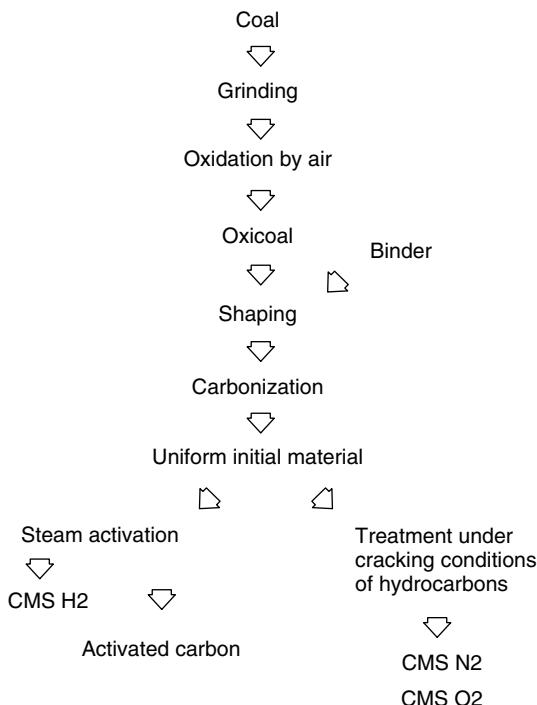 Coal
Grinding
Oxidation by air
Oxicoal
Binder
Shaping
Carbonization
Uniform initial material
Steam activation
CMS H2
Activated carbon
Treatment under
cracking conditions
of hydrocarbons
CMS N2
CMS O2